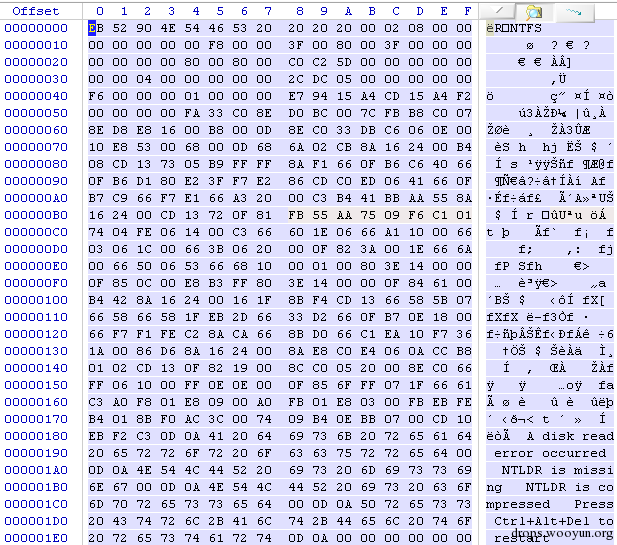 Offset 0 1 2 3 4 5 6 7 8 9 A B C D E F
00000000 EB 52 90 4E 54 46 53 20 20 20 20 00 02 08 00 00 ëR□NTFS
00000010 00 00 00 00 00 F8 00 00 3F 00 80 00 3F 00 00 00 ø ? € ?
00000020 00 00 00 00 80 00 80 00 C0 C2 5D 00 00 00 00 00 € € ÀÂ]
00000030 00 00 04 00 00 00 00 00 2C DC 05 00 00 00 00 00 ,Ü
00000040 F6 00 00 00 01 00 00 00 E7 94 15 A4 CD 15 A4 F2 ö ç” ¤Í ¤ò
00000050 00 00 00 00 FA 33 C0 8E D0 BC 00 7C FB B8 C0 07 ú3ÀŽÐ¼ |û¸À
00000060 8E D8 E8 16 00 B8 00 0D 8E C0 33 DB C6 06 0E 00 ŽØè ¸ ŽÀ3ÛÆ
00000070 10 E8 53 00 68 00 0D 68 6A 02 CB 8A 16 24 00 B4 èS h hj ËŠ $ ´
00000080 08 CD 13 73 05 B9 FF FF 8A F1 66 0F B6 C6 40 66 Í s ¹ÿÿŠñf ¶Æ@f
00000090 0F B6 D1 80 E2 3F F7 E2 86 CD C0 ED 06 41 66 0F ¶Ñ€â?÷â†ÍÀí Af
000000A0 B7 C9 66 F7 E1 66 A3 20 00 C3 B4 41 BB AA 55 8A ·Éf÷áf£ Ã´A»ªUŠ
000000B0 16 24 00 CD 13 72 0F 81 FB 55 AA 75 09 F6 C1 01 $ Í r □ûUªu öÁ
000000C0 74 04 FE 06 14 00 C3 66 60 1E 06 66 A1 10 00 66 t þ Ãf` f¡ f
000000D0 03 06 1C 00 66 3B 06 20 00 0F 82 3A 00 1E 66 6A f; ‚: fj
000000E0 00 66 50 06 53 66 68 10 00 01 00 80 3E 14 00 00 fP Sfh €>
000000F0 0F 85 0C 00 E8 B3 FF 80 3E 14 00 00 0F 84 61 00 … è³ÿ€> „a
00000100 B4 42 8A 16 24 00 16 1F 8B F4 CD 13 66 58 5B 07 ´BŠ $ ‹ôÍ fX[
00000110 66 58 66 58 1F EB 2D 66 33 D2 66 0F B7 0E 18 00 fXfX ë-f3Òf ·
00000120 66 F7 F1 FE C2 8A CA 66 8B D0 66 C1 EA 10 F7 36 f÷ñþÂŠÊf‹ÐfÁê ÷6
00000130 1A 00 86 D6 8A 16 24 00 8A E8 C0 E4 06 0A CC B8 †ÖŠ $ ŠèÀä Ì¸
00000140 01 02 CD 13 0F 82 19 00 8C C0 05 20 00 8E C0 66 Í ‚ ŒÀ ŽÀf
00000150 FF 06 10 00 FF 0E 0E 00 0F 85 6F FF 07 1F 66 61 ÿ ÿ …oÿ fa
00000160 C3 A0 F8 01 E8 09 00 A0 FB 01 E8 03 00 FB EB FE Ã ø è û è ûëþ
00000170 B4 01 8B F0 AC 3C 00 74 09 B4 0E BB 07 00 CD 10 ´ ‹ð¬< t ´ » Í
00000180 EB F2 C3 0D 0A 41 20 64 69 73 6B 20 72 65 61 64 ëòÃ A disk read
00000190 20 65 72 72 6F 72 20 6F 63 63 75 72 72 65 64 00 error occurred
000001A0 0D 0A 4E 54 4C 44 52 20 69 73 20 6D 69 73 73 69 NTLDR is missi
000001B0 6E 67 00 0D 0A 4E 54 4C 44 52 20 69 73 20 63 6F ng NTLDR is co
000001C0 6D 70 72 65 73 73 65 64 00 0D 0A 50 72 65 73 73 mpressed Press
000001D0 20 43 74 72 6C 2B 41 6C 74 2B 44 65 6C 20 74 6F Ctrl+Alt+Del to
000001E0 20 72 65 73 74 61 72 74 0D 0A 00 00 00 00 00 00 restart
drops.wooyun.org